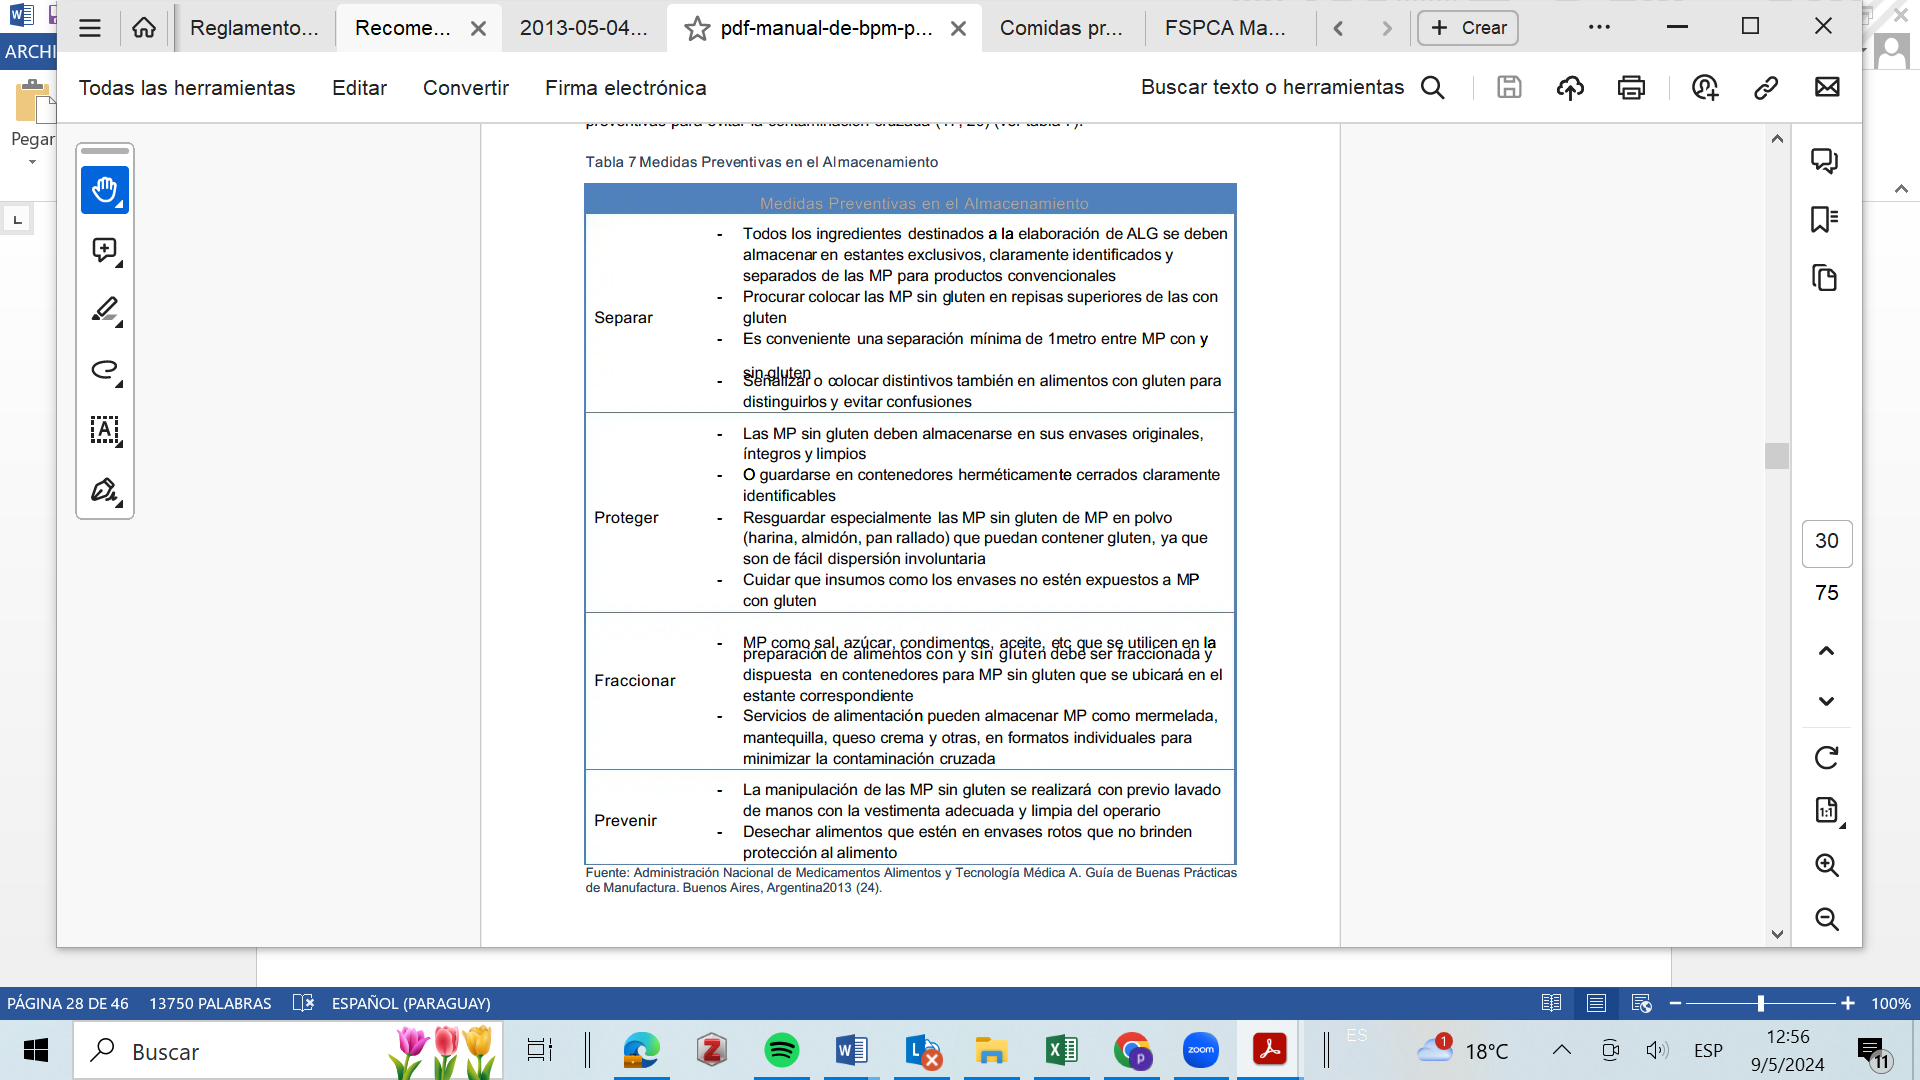 ARCHI
Pegar
Reglamento...
Recome...
2013-05-04...
pdf-manual-de-bpm-p...
Comidas pr...
FSPCA Ma...
Crear
Todas las herramientas
Editar
Convertir
Firma electrónica
Buscar texto o herramientas
Tabla 7 Medidas Preventivas en el Almacenamiento
Medidas Preventivas en el Almacenamiento
Separar
- Todos los ingredientes destinados a la elaboración de ALG se deben
almacenar en estantes exclusivos, claramente identificados y
separados de las MP para productos convencionales
- Procurar colocar las MP sin gluten en repisas superiores de las con
gluten
- Es conveniente una separación mínima de 1metro entre MP con y
sin gluten
- Señalizar o colocar distintivos también en alimentos con gluten para
distinguirlos y evitar confusiones
Proteger
- Las MP sin gluten deben almacenarse en sus envases originales,
íntegros y limpios
- O guardarse en contenedores herméticamente cerrados claramente
identificables
- Resguardar especialmente las MP sin gluten de MP en polvo
(harina, almidón, pan rallado) que puedan contener gluten, ya que
son de fácil dispersión involuntaria
- Cuidar que insumos como los envases no estén expuestos a MP
con gluten
Fraccionar
- MP como sal, azúcar, condimentos, aceite, etc que se utilicen en la
preparación de alimentos con y sin gluten debe ser fraccionada y
dispuesta en contenedores para MP sin gluten que se ubicará en el
estante correspondiente
- Servicios de alimentación pueden almacenar MP como mermelada,
mantequilla, queso crema y otras, en formatos individuales para
minimizar la contaminación cruzada
Prevenir
- La manipulación de las MP sin gluten se realizará con previo lavado
de manos con la vestimenta adecuada y limpia del operario
- Desechar alimentos que estén en envases rotos que no brinden
protección al alimento
Fuente: Administración Nacional de Medicamentos Alimentos y Tecnología Médica A. Guía de Buenas Prácticas
de Manufactura. Buenos Aires, Argentina2013 (24).
30
75
1:1
PÁGINA 28 DE 46
13750 PALABRAS
ESPAÑOL (PARAGUAY)
100%
Buscar
zoom
ES
1
18°C
ESP
12:56
9/5/2024
11